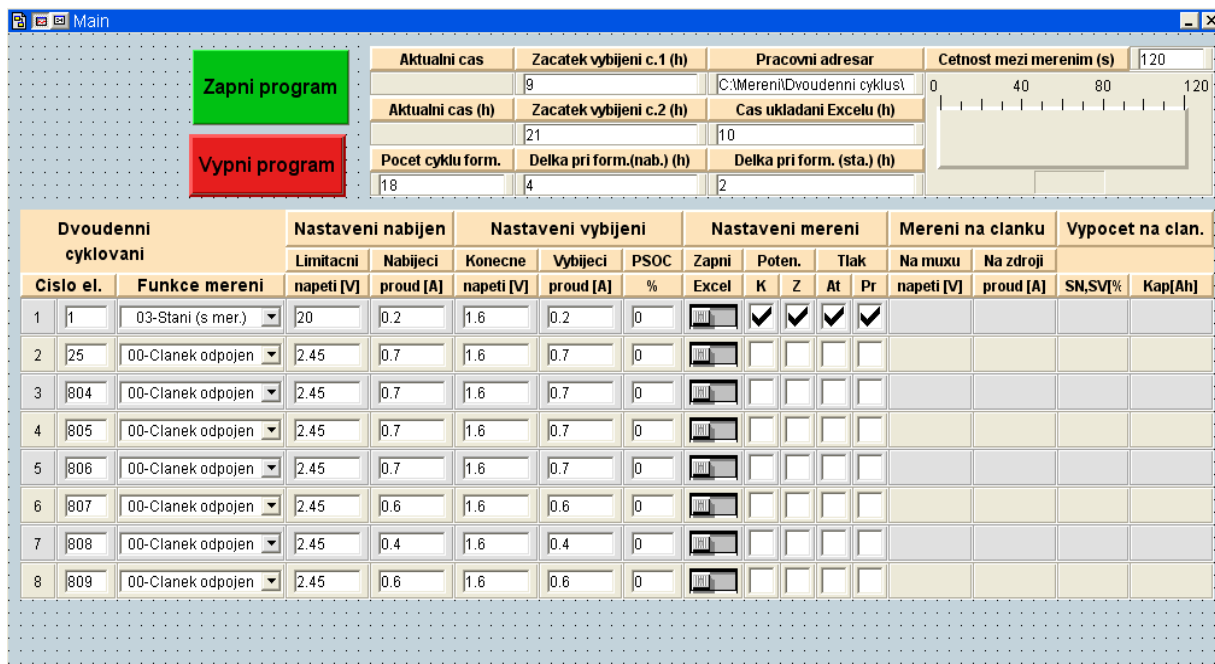 Main
Zapni program
Vypni program
Aktualni cas Zacatek vybijeni c.1 (h) Pracovni adresar Cetnost mezi merenim (s) 120
9 C:\Mereni\Dvoudenni cyklus\ 0 40 80 120
Aktualni cas (h) Zacatek vybijeni c.2 (h) Cas ukladani Excelu (h)
21 10
Pocet cyklu form. Delka pri form.(nab.) (h) Delka pri form. (sta.) (h)
18 4 2
Dvoudenni cyklovani Nastaveni nabijen Nastaveni vybijeni Nastaveni mereni Mereni na clanku Vypocet na clan.
Limitacni Nabijeci Konecne Vybijeci PSOC Zapni Poten. Tlak Na muxu Na zdroji
Cislo el. Funkce mereni napeti [V] proud [A] napeti [V] proud [A] % Excel K Z At Pr napeti [V] proud [A] SN,SV[% Kap[Ah]
1 1 03-Stani (s mer.) 20 0.2 1.6 0.2 0
2 25 00-Clanek odpojen 2.45 0.7 1.6 0.7 0
3 804 00-Clanek odpojen 2.45 0.7 1.6 0.7 0
4 805 00-Clanek odpojen 2.45 0.7 1.6 0.7 0
5 806 00-Clanek odpojen 2.45 0.7 1.6 0.7 0
6 807 00-Clanek odpojen 2.45 0.6 1.6 0.6 0
7 808 00-Clanek odpojen 2.45 0.4 1.6 0.4 0
8 809 00-Clanek odpojen 2.45 0.6 1.6 0.6 0